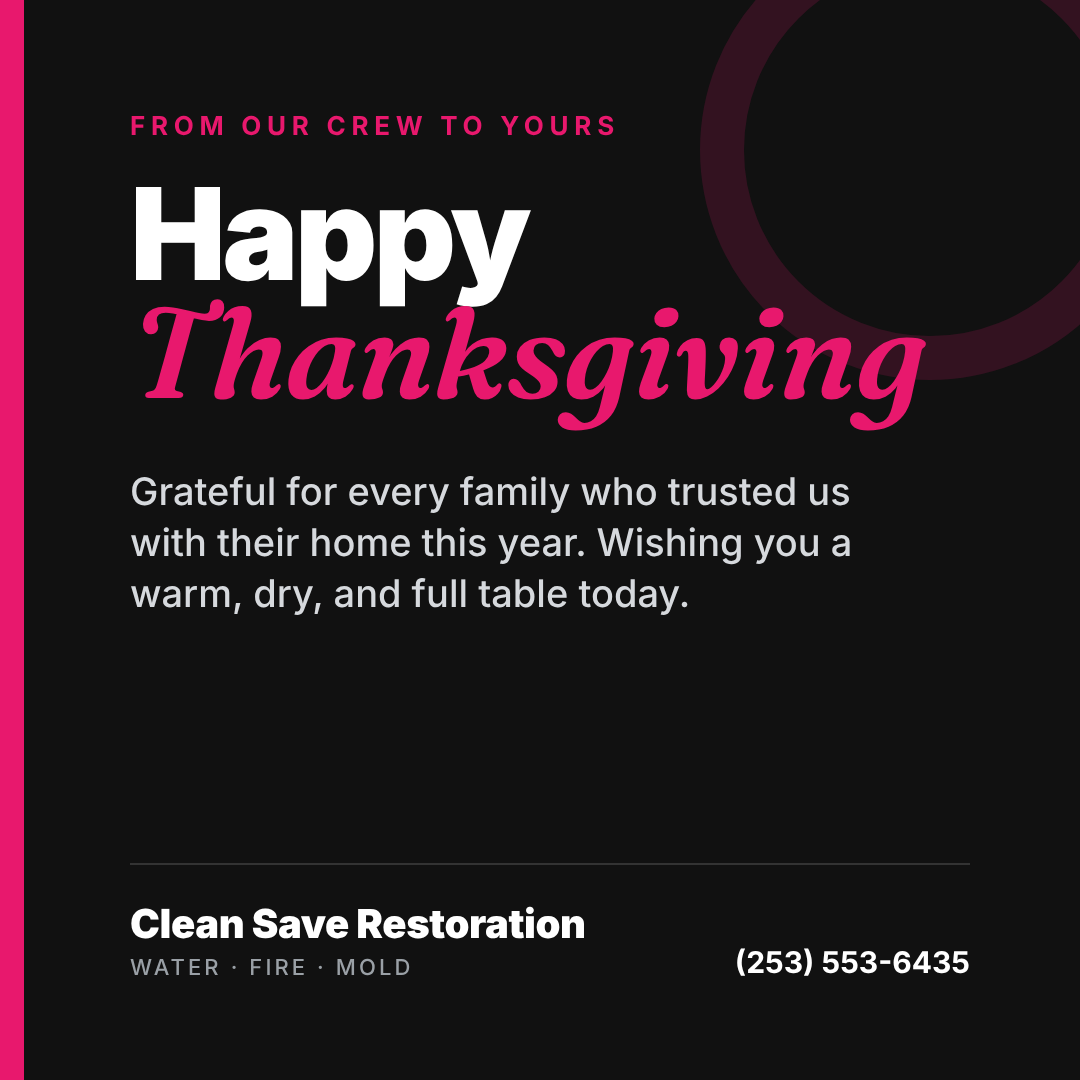 FROM OUR CREW TO YOURS
Happy
Thanksgiving
Grateful for every family who trusted us
with their home this year. Wishing you a
warm, dry, and full table today.
Clean Save Restoration
WATER · FIRE · MOLD
(253) 553-6435